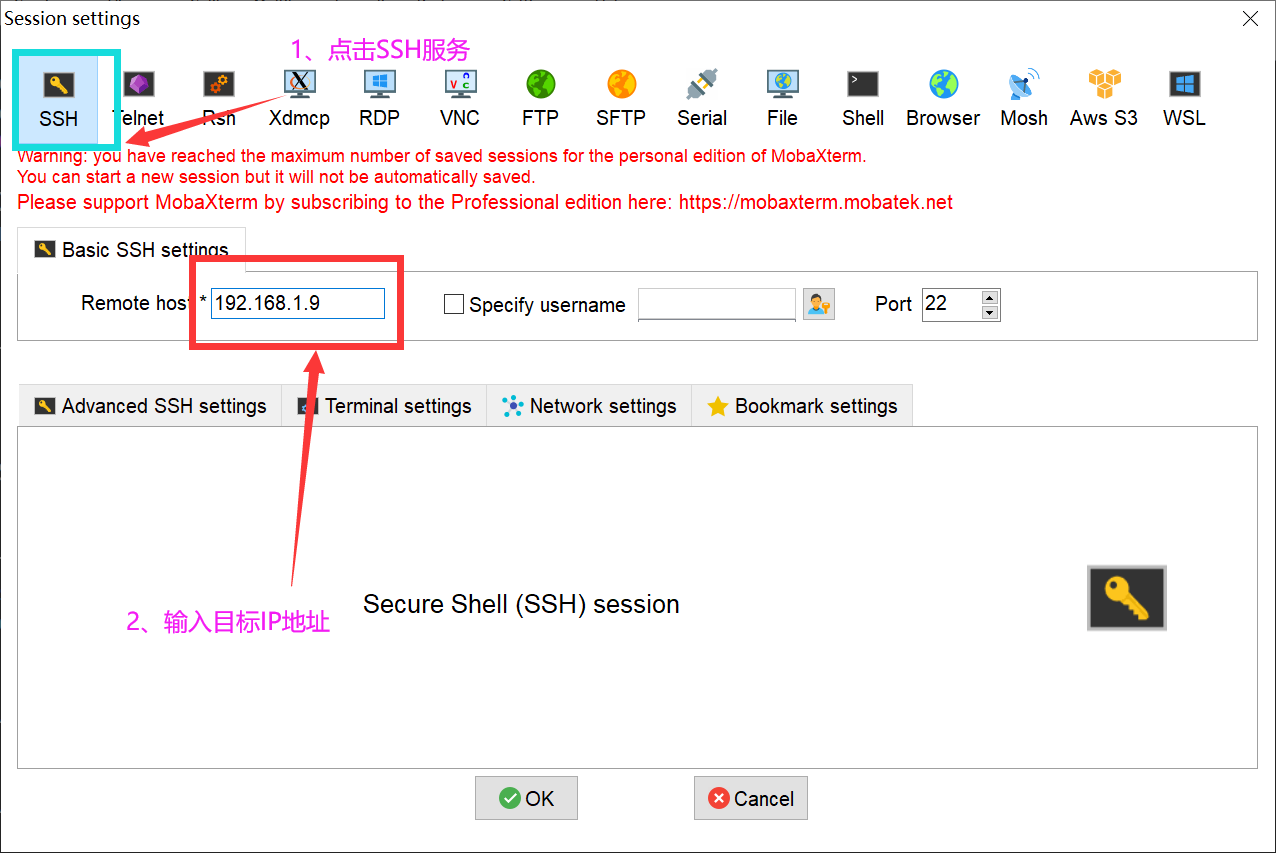 Session settings
1、点击SSH服务
SSH Telnet Rsh Xdmcp RDP VNC FTP SFTP Serial File Shell Browser Mosh Aws S3 WSL
Warning: you have reached the maximum number of saved sessions for the personal edition of MobaXterm.
You can start a new session but it will not be automatically saved.
Please support MobaXterm by subscribing to the Professional edition here: https://mobaxterm.mobatek.net
Basic SSH settings
Remote host * 192.168.1.9 Specify username Port 22
Advanced SSH settings Terminal settings Network settings Bookmark settings
Secure Shell (SSH) session
2、输入目标IP地址
OK Cancel